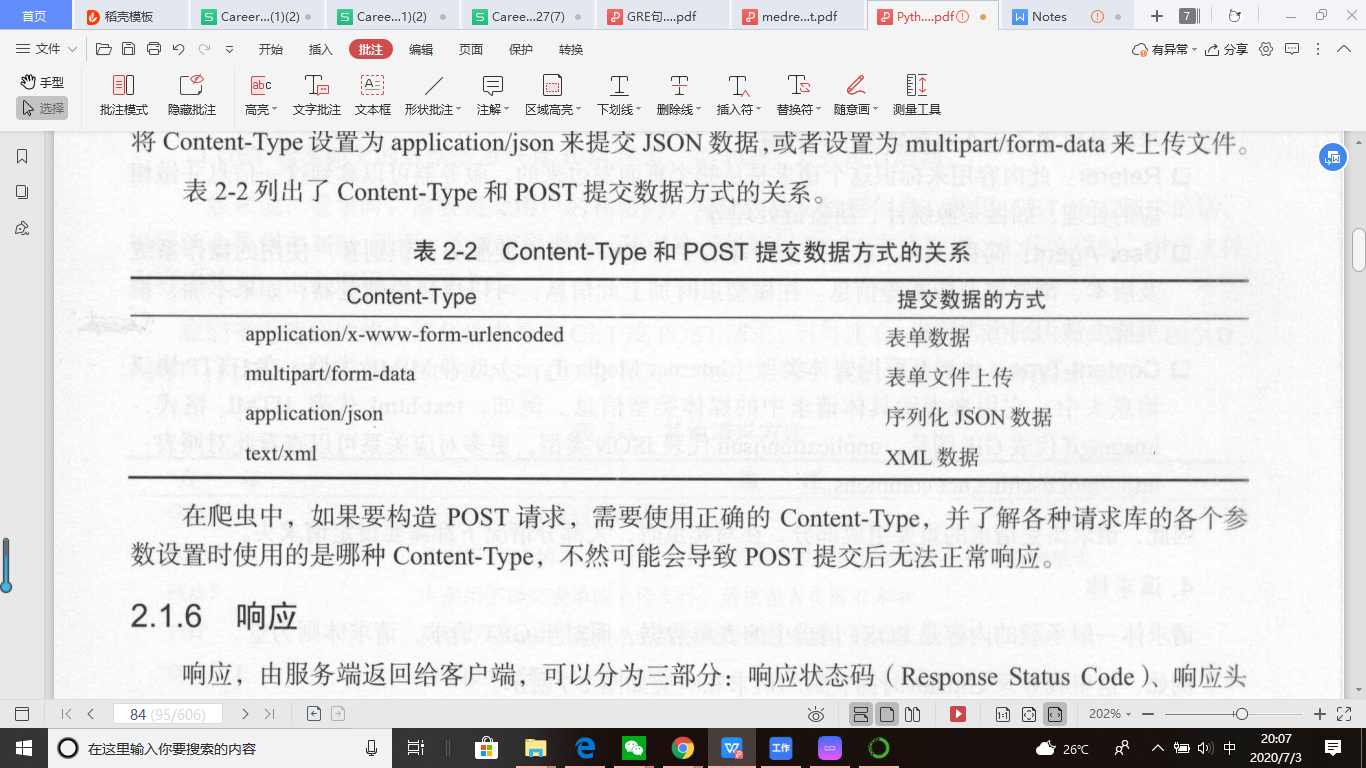 首页
稻壳模板
Career...(1)(2)
Caree...1)(2)
Caree...27(7)
GRE句....pdf
medre...t.pdf
Pyth....pdf
Notes
7
文件
开始
插入
批注
编辑
页面
保护
转换
有异常
分享
手型
选择
批注模式
隐藏批注
高亮
文字批注
文本框
形状批注
注解
区域高亮
下划线
删除线
插入符
替换符
随意画
测量工具
将 Content-Type 设置为 application/json 来提交 JSON 数据，或者设置为 multipart/form-data 来上传文件。
表 2-2 列出了 Content-Type 和 POST 提交数据方式的关系。
表 2-2 Content-Type 和 POST 提交数据方式的关系
Content-Type 提交数据的方式
application/x-www-form-urlencoded 表单数据
multipart/form-data 表单文件上传
application/json 序列化 JSON 数据
text/xml XML 数据
在爬虫中，如果要构造 POST 请求，需要使用正确的 Content-Type，并了解各种请求库的各个参
数设置时使用的是哪种 Content-Type，不然可能会导致 POST 提交后无法正常响应。
2.1.6 响应
响应，由服务端返回给客户端，可以分为三部分：响应状态码（Response Status Code）、响应头
84 (95/606)
202%
在这里输入你要搜索的内容
工作
26°C
中
20:07
2020/7/3